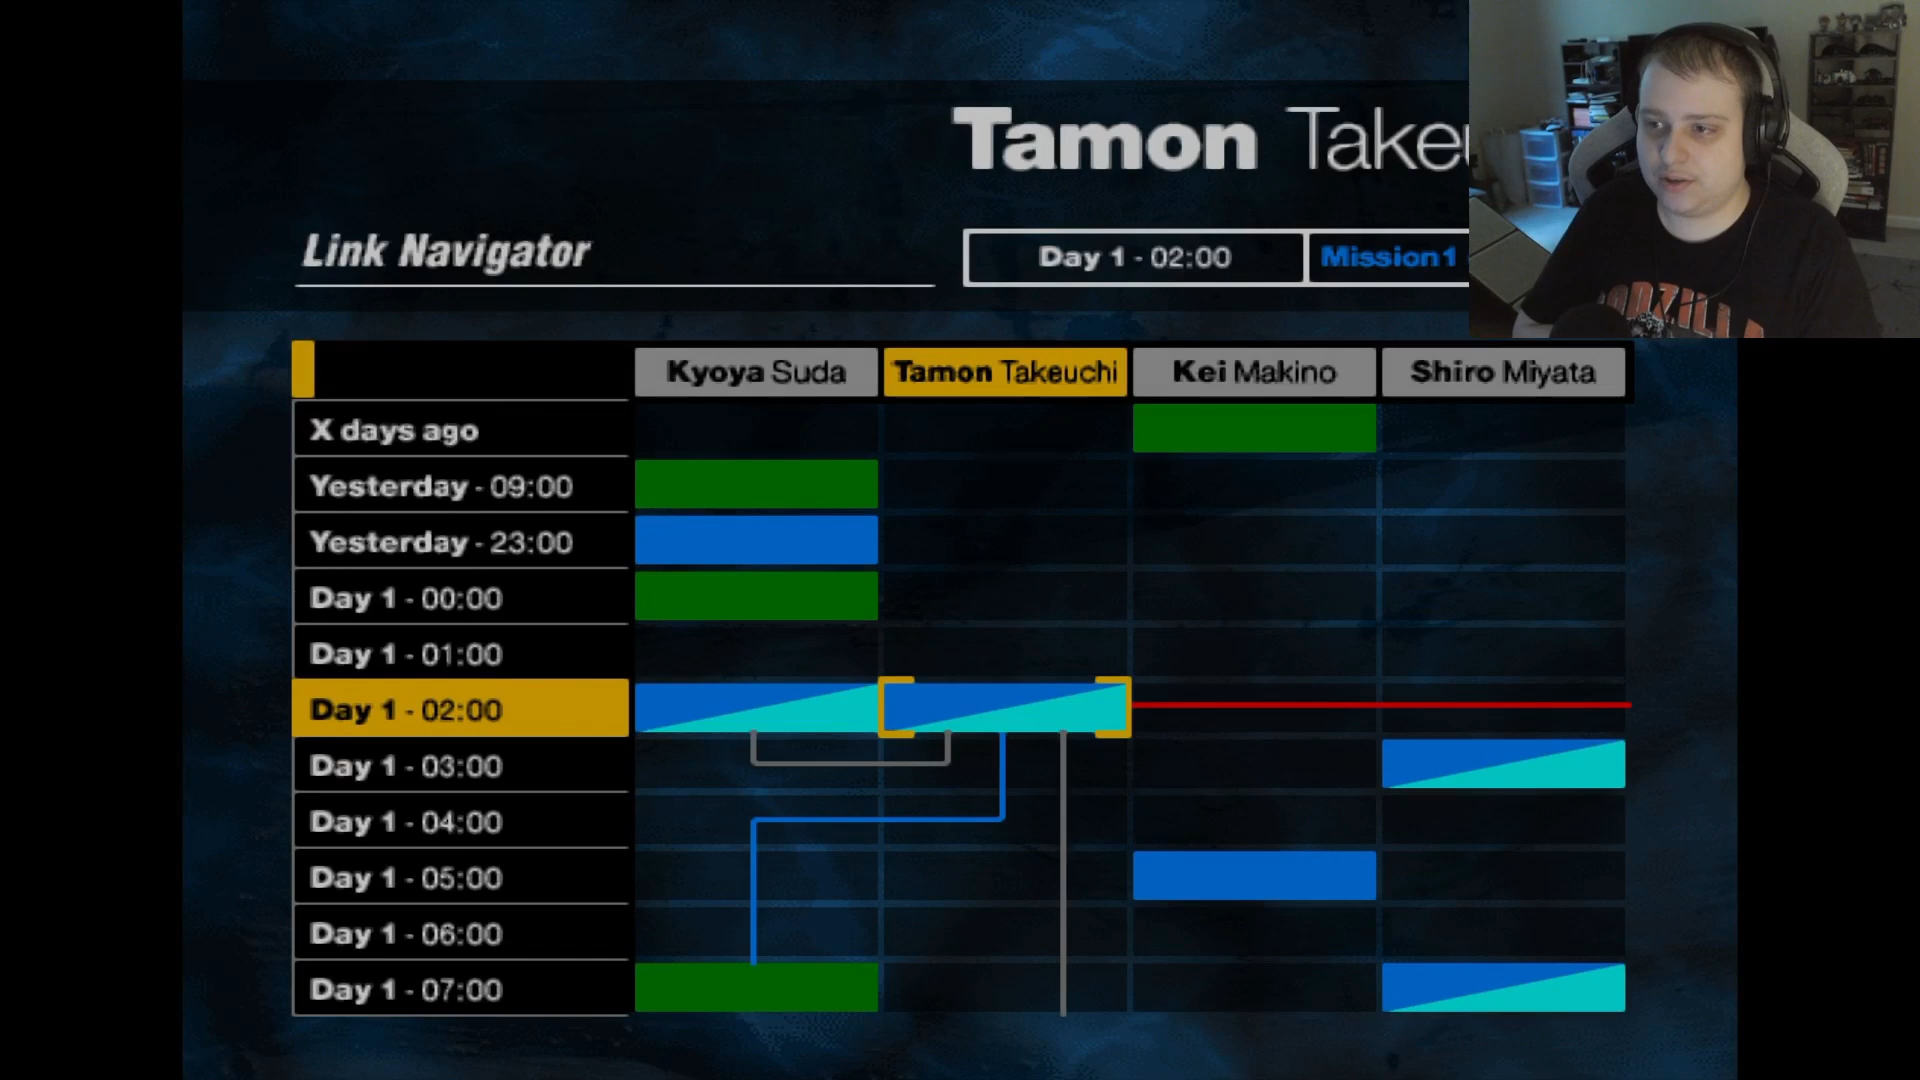 Tamon Takeu
Link Navigator
Day 1 - 02:00
Mission1
Kyoya Suda
Tamon Takeuchi
Kei Makino
Shiro Miyata
X days ago
Yesterday - 09:00
Yesterday - 23:00
Day 1 - 00:00
Day 1 - 01:00
Day 1 - 02:00
Day 1 - 03:00
Day 1 - 04:00
Day 1 - 05:00
Day 1 - 06:00
Day 1 - 07:00